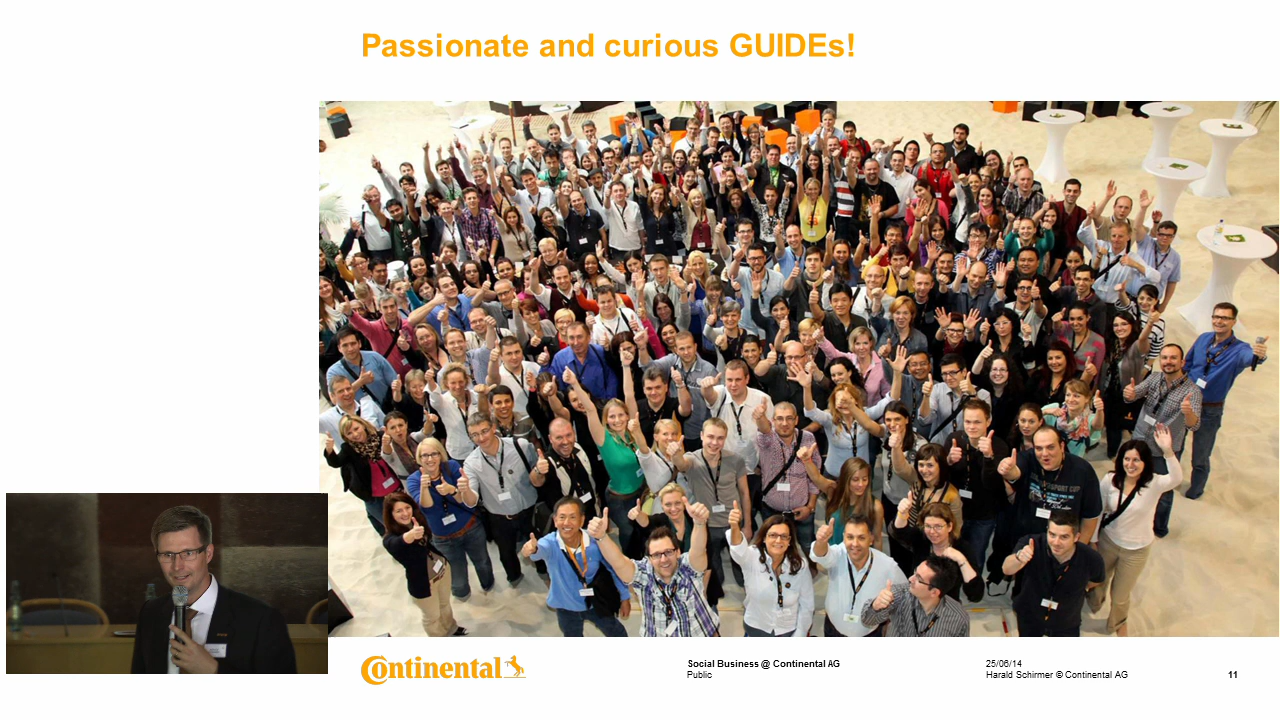 Passionate and curious GUIDEs!
Continental
Social Business @ Continental AG
Public
25/06/14
Harald Schirmer © Continental AG
11